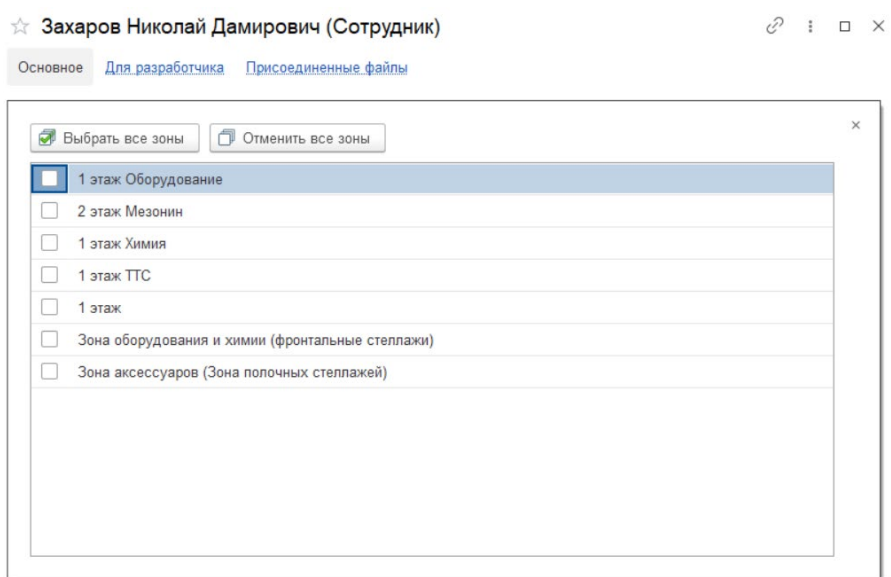 Захаров Николай Дамирович (Сотрудник)
Основное Для разработчика Присоединенные файлы
Выбрать все зоны Отменить все зоны
1 этаж Оборудование
2 этаж Мезонин
1 этаж Химия
1 этаж ТТС
1 этаж
Зона оборудования и химии (фронтальные стеллажи)
Зона аксессуаров (Зона полочных стеллажей)